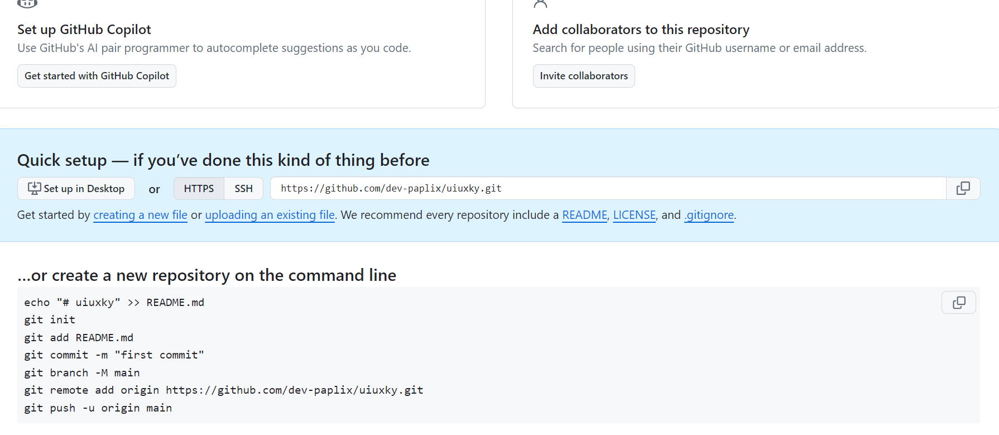 Set up GitHub Copilot
Use GitHub's AI pair programmer to autocomplete suggestions as you code.
Get started with GitHub Copilot
Add collaborators to this repository
Search for people using their GitHub username or email address.
Invite collaborators
Quick setup — if you’ve done this kind of thing before
Set up in Desktop or HTTPS SSH https://github.com/dev-paplix/uiuxky.git
Get started by creating a new file or uploading an existing file. We recommend every repository include a README, LICENSE, and .gitignore.
…or create a new repository on the command line
echo "# uiuxky" >> README.md
git init
git add README.md
git commit -m "first commit"
git branch -M main
git remote add origin https://github.com/dev-paplix/uiuxky.git
git push -u origin main